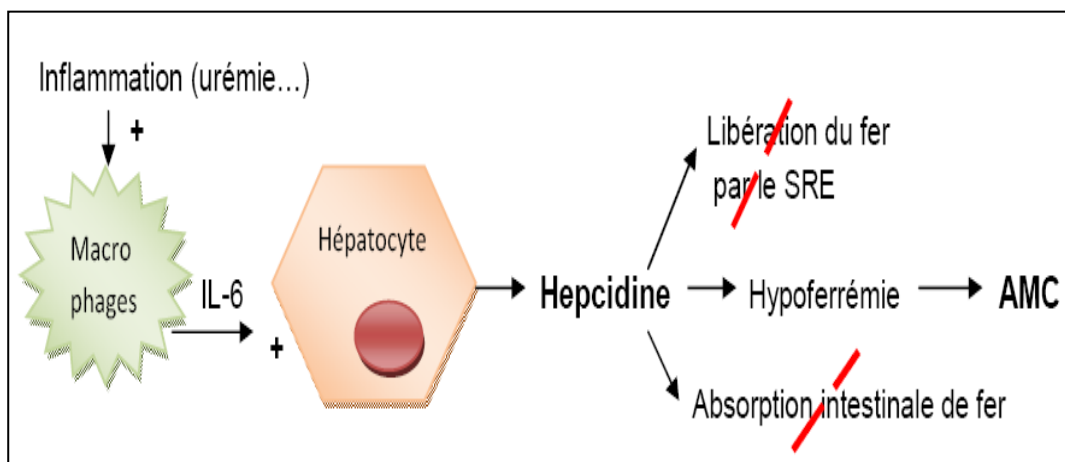 Inflammation (urémie…)
+
Macro
phages
IL-6
+
Hépatocyte
Hepcidine
Libération du fer
par le SRE
Hypoferrémie
AMC
Absorption intestinale de fer